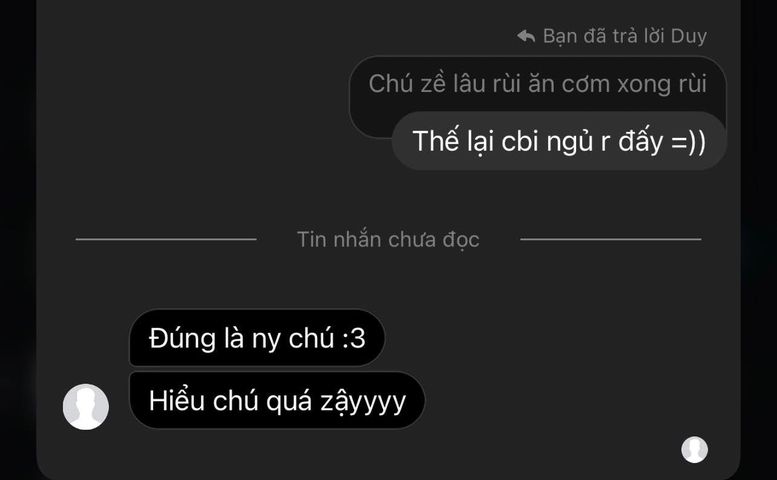 Bạn đã trả lời Duy
Chú zề lâu rùi ăn cơm xong rùi
Thế lại cbi ngủ r đấy =))
Tin nhắn chưa đọc
Đúng là ny chú :3
Hiểu chú quá zậyyyy